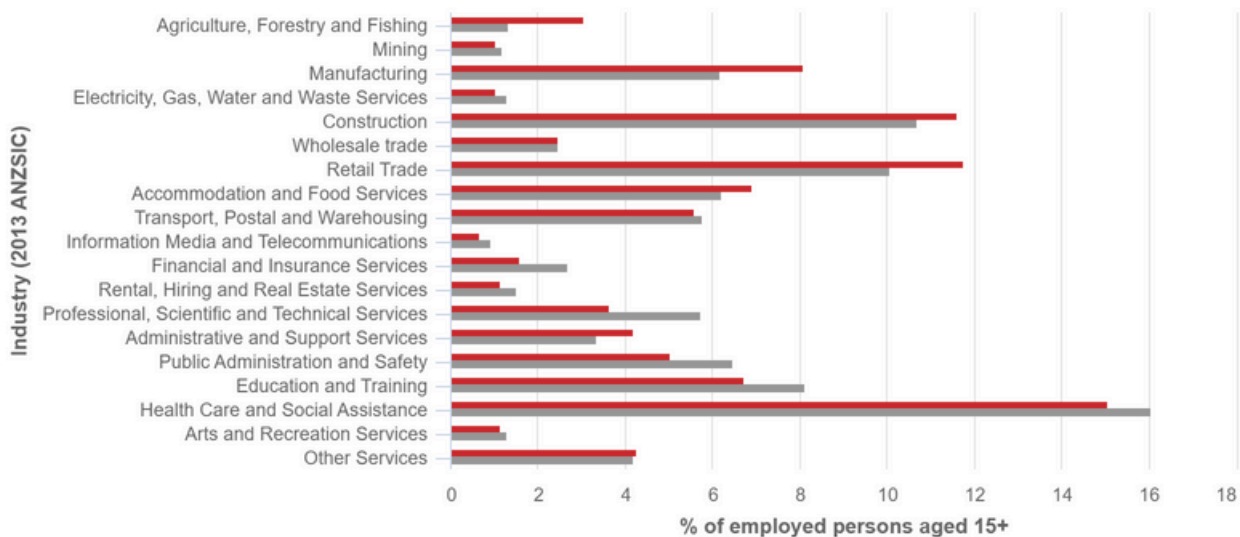 Industry (2013 ANZSIC)
Agriculture, Forestry and Fishing
Mining
Manufacturing
Electricity, Gas, Water and Waste Services
Construction
Wholesale trade
Retail Trade
Accommodation and Food Services
Transport, Postal and Warehousing
Information Media and Telecommunications
Financial and Insurance Services
Rental, Hiring and Real Estate Services
Professional, Scientific and Technical Services
Administrative and Support Services
Public Administration and Safety
Education and Training
Health Care and Social Assistance
Arts and Recreation Services
Other Services
0 2 4 6 8 10 12 14 16 18
% of employed persons aged 15+